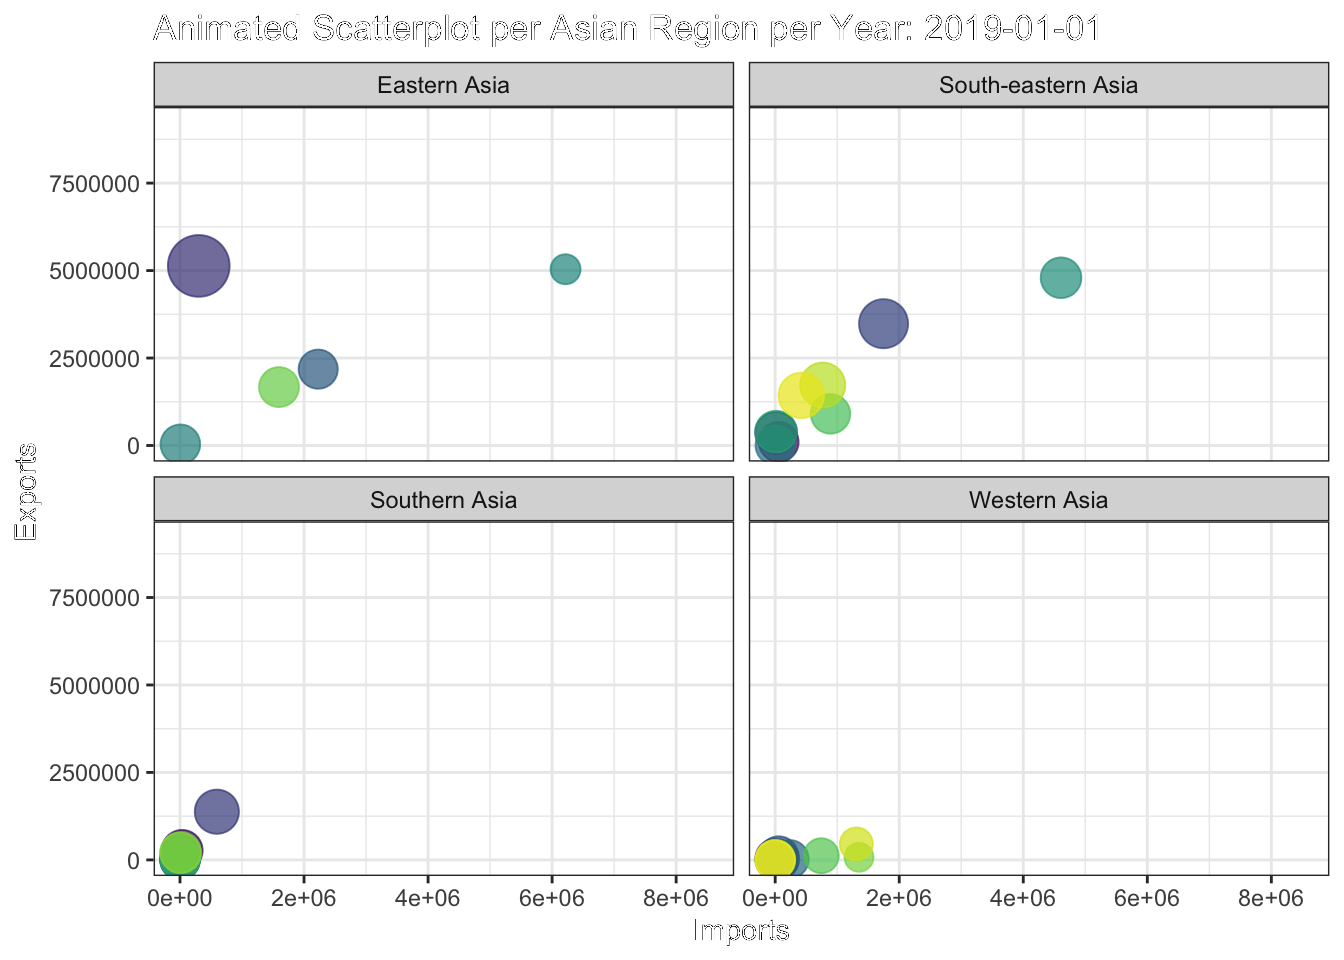 Animated Scatterplot per Asian Region per Year: 2019-01-01
Eastern Asia
South-eastern Asia
7500000
5000000
2500000
0
Exports
Southern Asia
Western Asia
7500000
5000000
2500000
0
0e+00 2e+06 4e+06 6e+06 8e+06 0e+00 2e+06 4e+06 6e+06 8e+06
Imports